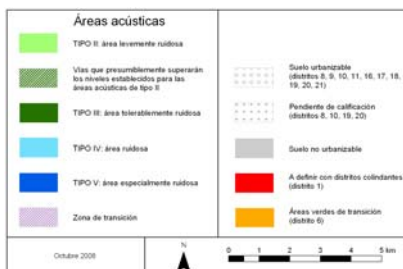 Áreas acústicas
TIPO II: área levemente ruidosa
Vías que presumiblemente superarán
los niveles establecidos para las
áreas acústicas de tipo II
TIPO III: área tolerablemente ruidosa
TIPO IV: área ruidosa
TIPO V: área especialmente ruidosa
Zona de transición
Suelo urbanizable
(distritos 8, 9, 10, 11, 16, 17, 18,
19, 20, 21)
Pendiente de calificación
(distritos 8, 10, 19, 20)
Suelo no urbanizable
A definir con distritos colindantes
(distrito 1)
Áreas verdes de transición
(distrito 6)
Octubre 2008
N
0 1 2 3 4 5 km